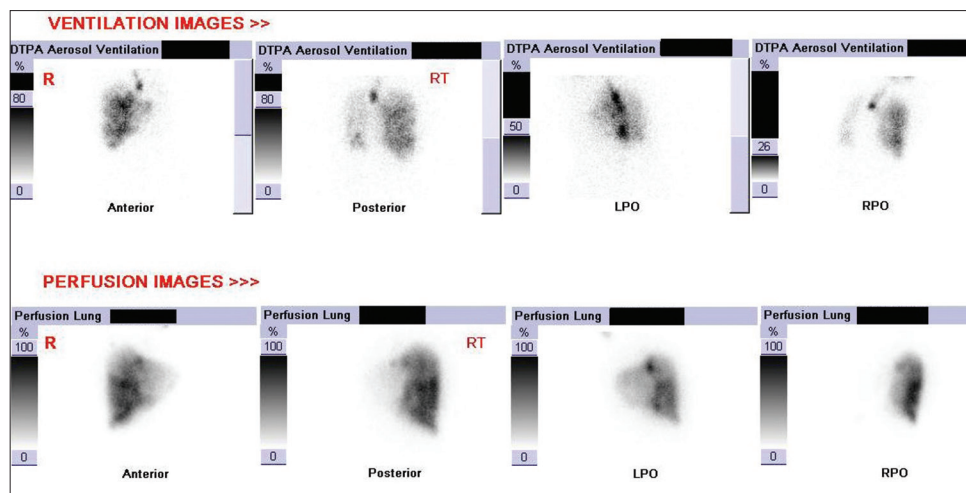 VENTILATION IMAGES >>
DTPA Aerosol Ventilation
%
R
80
0
Anterior
DTPA Aerosol Ventilation
%
RT
80
0
Posterior
DTPA Aerosol Ventilation
%
50
0
LPO
DTPA Aerosol Ventilation
%
26
0
RPO
PERFUSION IMAGES >>>
Perfusion Lung
%
100
R
0
Anterior
Perfusion Lung
%
100
RT
0
Posterior
Perfusion Lung
%
100
0
LPO
Perfusion Lung
%
100
0
RPO